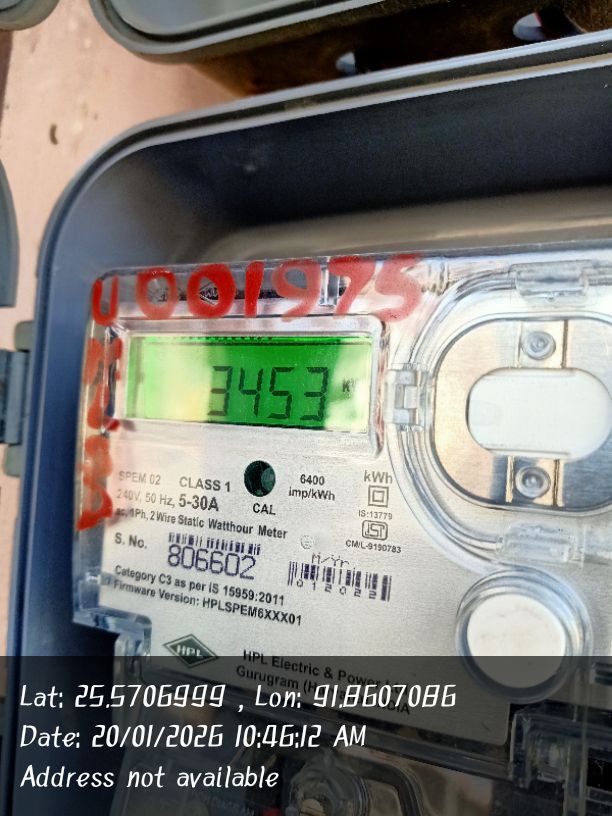 U 001975
3453
SPEM 02 CLASS 1
240V, 50 Hz, 5-30A
ac, 1Ph, 2 Wire Static Watthour Meter
CAL
6400
imp/kWh
kWh
IS:13779
CM/L-9190783
S. No.
806602
M/Yr.
012022
Category C3 as per IS 15959:2011
Firmware Version: HPLSPEM6XXX01
HPL
HPL Electric & Power
Gurugram
Lat: 25.5706999 , Lon: 91.8607086
Date: 20/01/2026 10:46:12 AM
Address not available